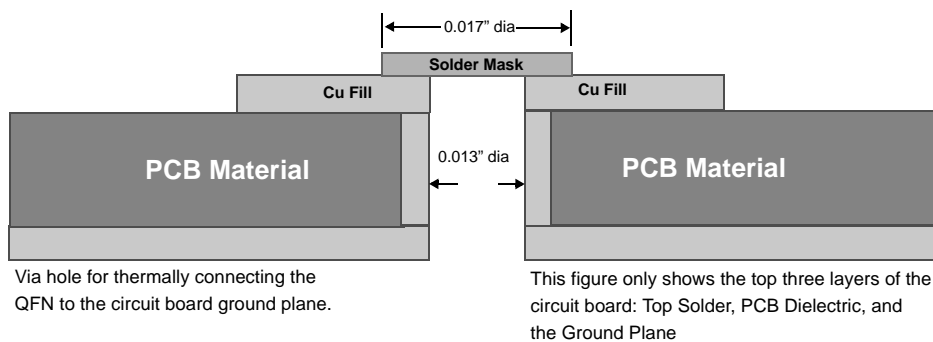 0.017” dia
Solder Mask
Cu Fill
Cu Fill
PCB Material
0.013” dia
PCB Material
Via hole for thermally connecting the
QFN to the circuit board ground plane.
This figure only shows the top three layers of the
circuit board: Top Solder, PCB Dielectric, and
the Ground Plane